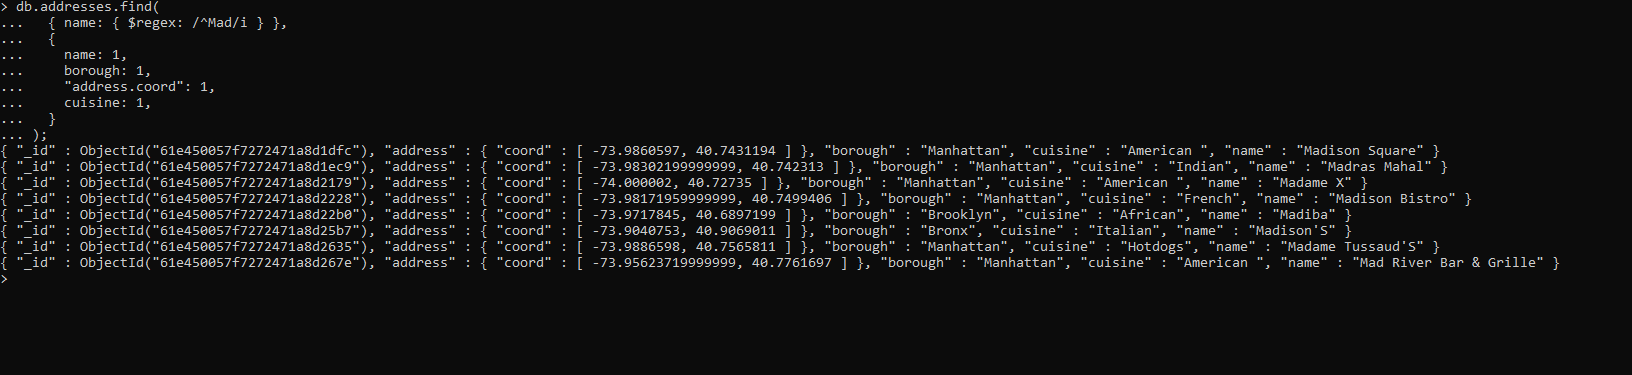 > db.addresses.find(
...   { name: { $regex: /^Mad/i } },
...   {
...     name: 1,
...     borough: 1,
...     "address.coord": 1,
...     cuisine: 1,
...   }
... );
{ "_id" : ObjectId("61e450057f7272471a8d1dfc"), "address" : { "coord" : [ -73.9860597, 40.7431194 ] }, "borough" : "Manhattan", "cuisine" : "American ", "name" : "Madison Square" }
{ "_id" : ObjectId("61e450057f7272471a8d1ec9"), "address" : { "coord" : [ -73.98302199999999, 40.742313 ] }, "borough" : "Manhattan", "cuisine" : "Indian", "name" : "Madras Mahal" }
{ "_id" : ObjectId("61e450057f7272471a8d2179"), "address" : { "coord" : [ -74.000002, 40.72735 ] }, "borough" : "Manhattan", "cuisine" : "American ", "name" : "Madame X" }
{ "_id" : ObjectId("61e450057f7272471a8d2228"), "address" : { "coord" : [ -73.98171959999999, 40.7499406 ] }, "borough" : "Manhattan", "cuisine" : "French", "name" : "Madison Bistro" }
{ "_id" : ObjectId("61e450057f7272471a8d22b0"), "address" : { "coord" : [ -73.9717845, 40.6897199 ] }, "borough" : "Brooklyn", "cuisine" : "African", "name" : "Madiba" }
{ "_id" : ObjectId("61e450057f7272471a8d25b7"), "address" : { "coord" : [ -73.9040753, 40.9069011 ] }, "borough" : "Bronx", "cuisine" : "Italian", "name" : "Madison'S" }
{ "_id" : ObjectId("61e450057f7272471a8d2635"), "address" : { "coord" : [ -73.9886598, 40.7565811 ] }, "borough" : "Manhattan", "cuisine" : "Hotdogs", "name" : "Madame Tussaud'S" }
{ "_id" : ObjectId("61e450057f7272471a8d267e"), "address" : { "coord" : [ -73.95623719999999, 40.7761697 ] }, "borough" : "Manhattan", "cuisine" : "American ", "name" : "Mad River Bar & Grille" }
>